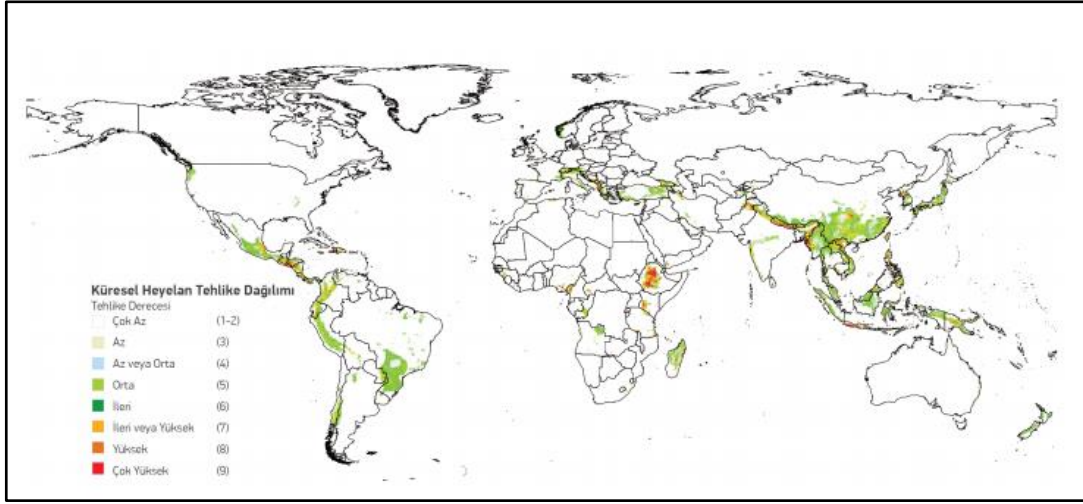 Küresel Heyelan Tehlike Dağılımı
Tehlike Derecesi
Çok Az (1-2)
Az (3)
Az veya Orta (4)
Orta (5)
İleri (6)
İleri veya Yüksek (7)
Yüksek (8)
Çok Yüksek (9)